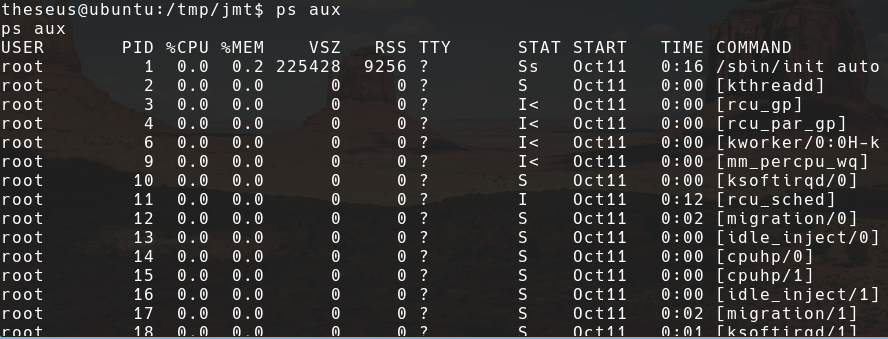 theseus@ubuntu:/tmp/jmt$ ps aux
ps aux
USER        PID %CPU %MEM    VSZ   RSS TTY      STAT START   TIME COMMAND
root          1  0.0  0.2 225428  9256 ?        Ss   Oct11   0:16 /sbin/init auto
root          2  0.0  0.0      0     0 ?        S    Oct11   0:00 [kthreadd]
root          3  0.0  0.0      0     0 ?        I<   Oct11   0:00 [rcu_gp]
root          4  0.0  0.0      0     0 ?        I<   Oct11   0:00 [rcu_par_gp]
root          6  0.0  0.0      0     0 ?        I<   Oct11   0:00 [kworker/0:0H-k
root          9  0.0  0.0      0     0 ?        I<   Oct11   0:00 [mm_percpu_wq]
root         10  0.0  0.0      0     0 ?        S    Oct11   0:00 [ksoftirqd/0]
root         11  0.0  0.0      0     0 ?        I    Oct11   0:12 [rcu_sched]
root         12  0.0  0.0      0     0 ?        S    Oct11   0:02 [migration/0]
root         13  0.0  0.0      0     0 ?        S    Oct11   0:00 [idle_inject/0]
root         14  0.0  0.0      0     0 ?        S    Oct11   0:00 [cpuhp/0]
root         15  0.0  0.0      0     0 ?        S    Oct11   0:00 [cpuhp/1]
root         16  0.0  0.0      0     0 ?        S    Oct11   0:00 [idle_inject/1]
root         17  0.0  0.0      0     0 ?        S    Oct11   0:02 [migration/1]
root         18  0.0  0.0      0     0 ?        S    Oct11   0:01 [ksoftirqd/1]